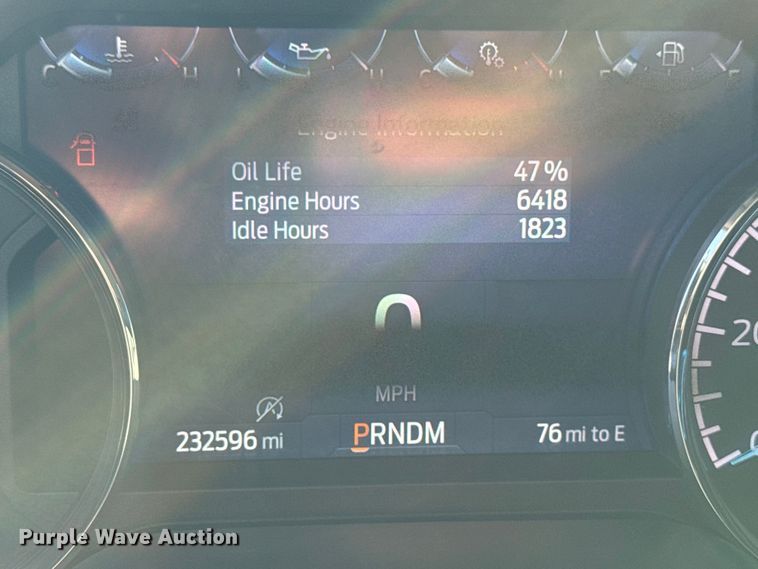 C H L H C H E F
Engine Information
Oil Life 47%
Engine Hours 6418
Idle Hours 1823
0
MPH
20
232596 mi PRNDM 76 mi to E
Purple Wave Auction